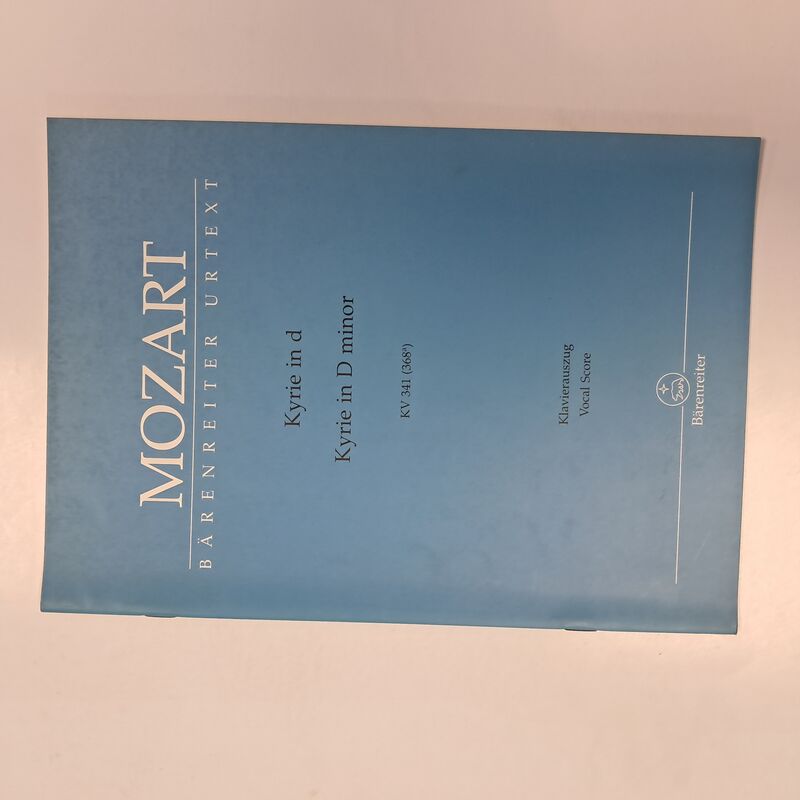 MOZART
BÄRENREITER URTEXT
Kyrie in d
Kyrie in D minor
KV 341 (368ᵃ)
Klavierauszug
Vocal Score
Bärenreiter